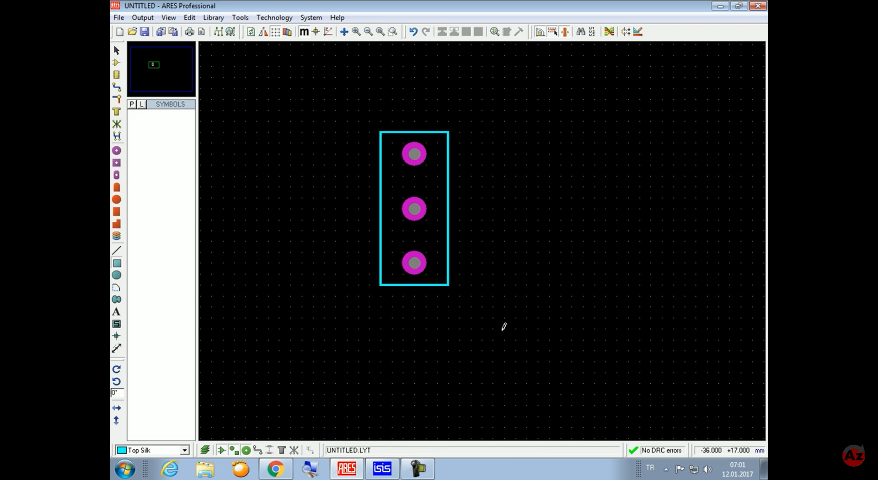 UNTITLED - ARES Professional
File Output View Edit Library Tools Technology System Help
m
P L SYMBOLS
A
0°
Top Silk
UNTITLED.LYT
No DRC errors
-36.000 +17.000 mm
ARES
isis
TR
07:01
12.01.2017
Az